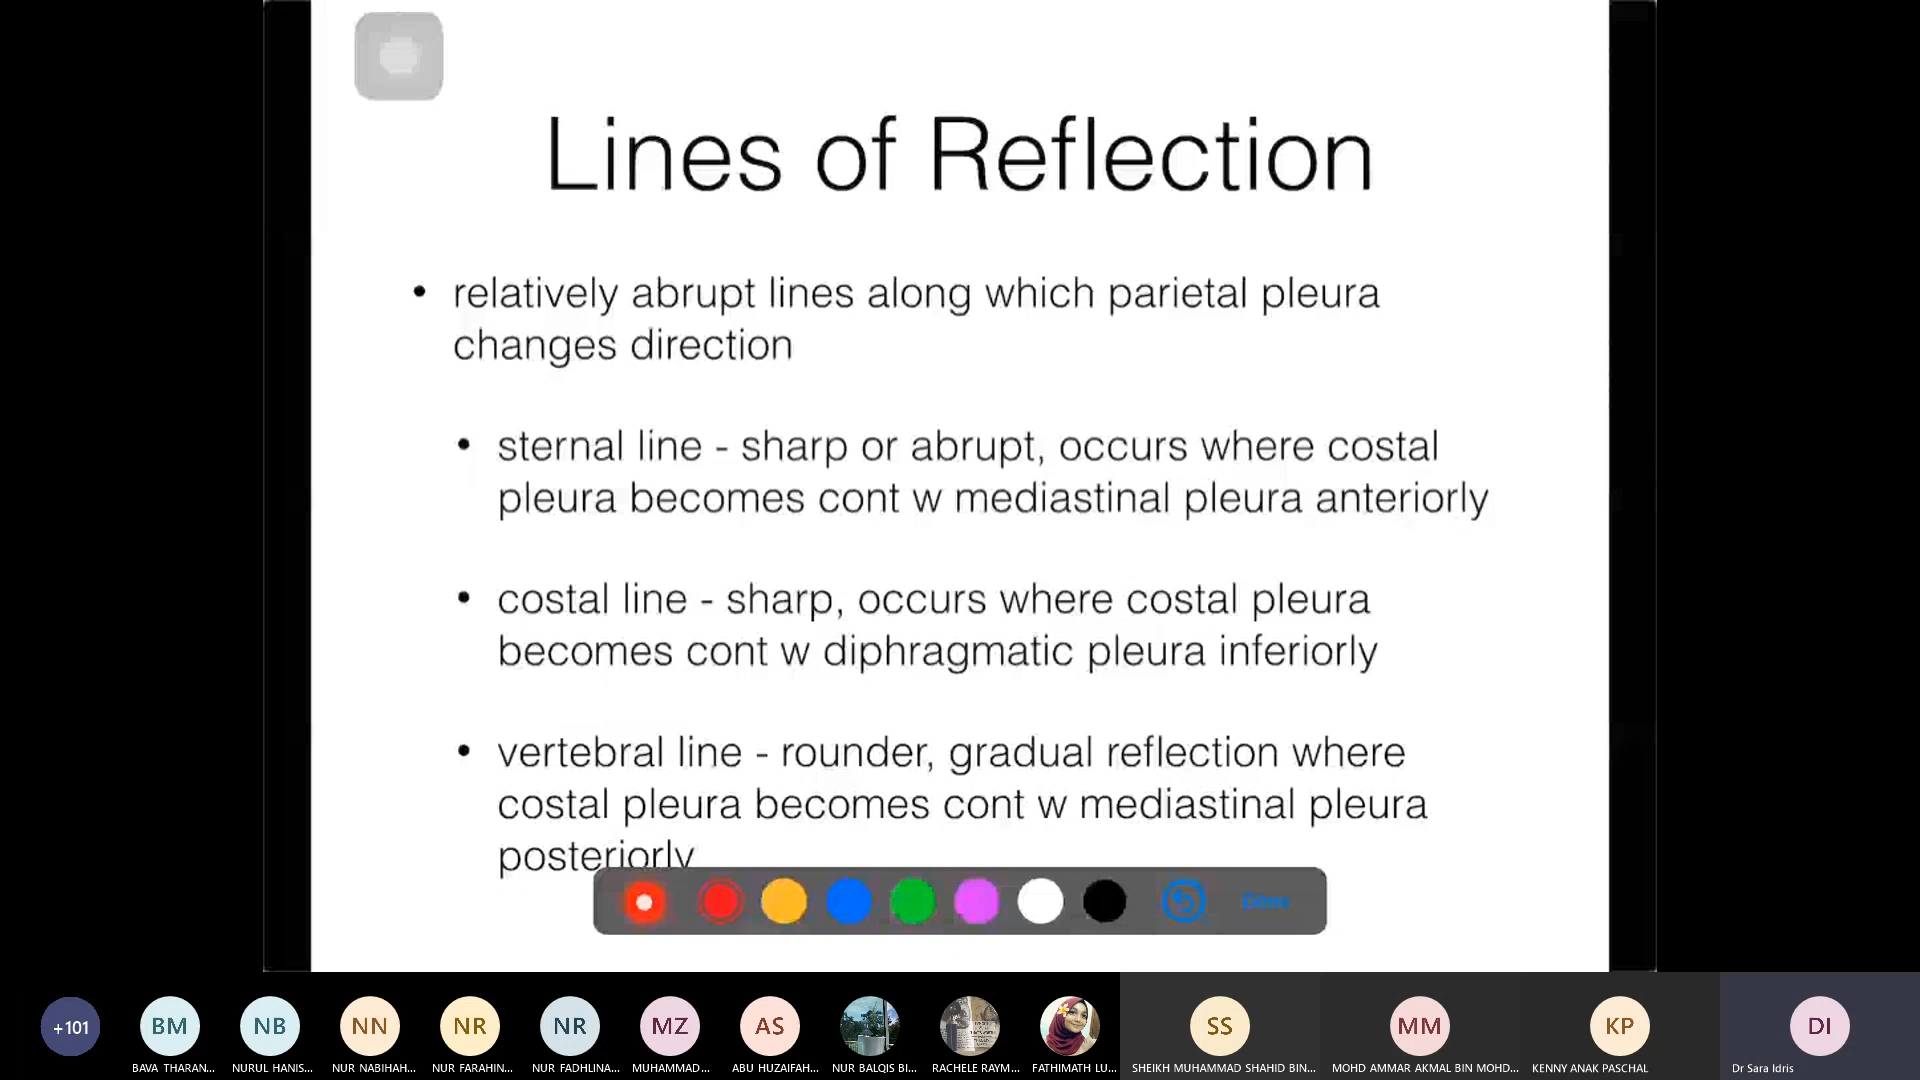 Lines of Reflection
• relatively abrupt lines along which parietal pleura
changes direction
• sternal line - sharp or abrupt, occurs where costal
pleura becomes cont w mediastinal pleura anteriorly
• costal line - sharp, occurs where costal pleura
becomes cont w diphragmatic pleura inferiorly
• vertebral line - rounder, gradual reflection where
costal pleura becomes cont w mediastinal pleura
posteriorly
Done
+101 BM NB NN NR NR MZ AS SS MM KP DI
BAVA THARAN... NURUL HANIS... NUR NABIHAH... NUR FARAHIN... NUR FADHLINA... MUHAMMAD... ABU HUZAIFAH... NUR BALQIS BI... RACHELE RAYM... FATHIMATH LU... SHEIKH MUHAMMAD SHAHID BIN... MOHD AMMAR AKMAL BIN MOHD... KENNY ANAK PASCHAL Dr Sara Idris